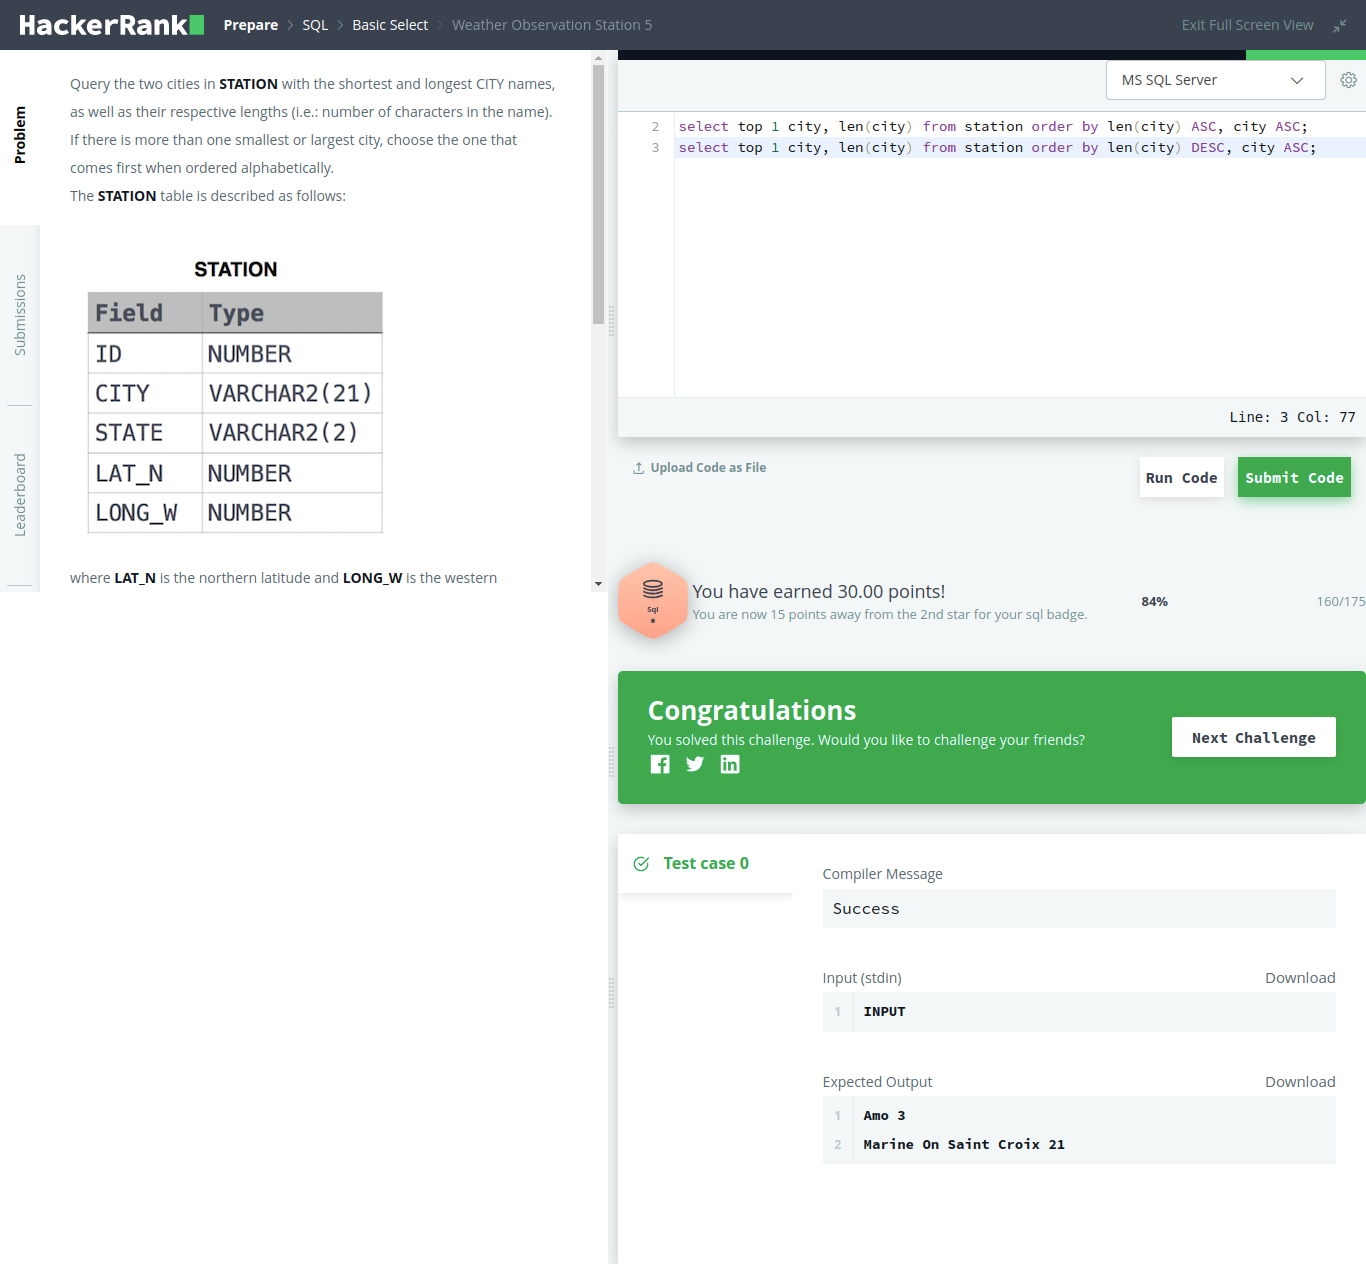 HackerRank Prepare SQL Basic Select Weather Observation Station 5 Exit Full Screen View
Problem
Submissions
Leaderboard
Query the two cities in STATION with the shortest and longest CITY names,
as well as their respective lengths (i.e.: number of characters in the name).
If there is more than one smallest or largest city, choose the one that
comes first when ordered alphabetically.
The STATION table is described as follows:
STATION
Field Type
ID NUMBER
CITY VARCHAR2(21)
STATE VARCHAR2(2)
LAT_N NUMBER
LONG_W NUMBER
where LAT_N is the northern latitude and LONG_W is the western
MS SQL Server
2 select top 1 city, len(city) from station order by len(city) ASC, city ASC;
3 select top 1 city, len(city) from station order by len(city) DESC, city ASC;
Line: 3 Col: 77
Upload Code as File
Run Code
Submit Code
Sql
You have earned 30.00 points!
You are now 15 points away from the 2nd star for your sql badge.
84%
160/175
Congratulations
You solved this challenge. Would you like to challenge your friends?
Next Challenge
Test case 0
Compiler Message
Success
Input (stdin) Download
1 INPUT
Expected Output Download
1 Amo 3
2 Marine On Saint Croix 21